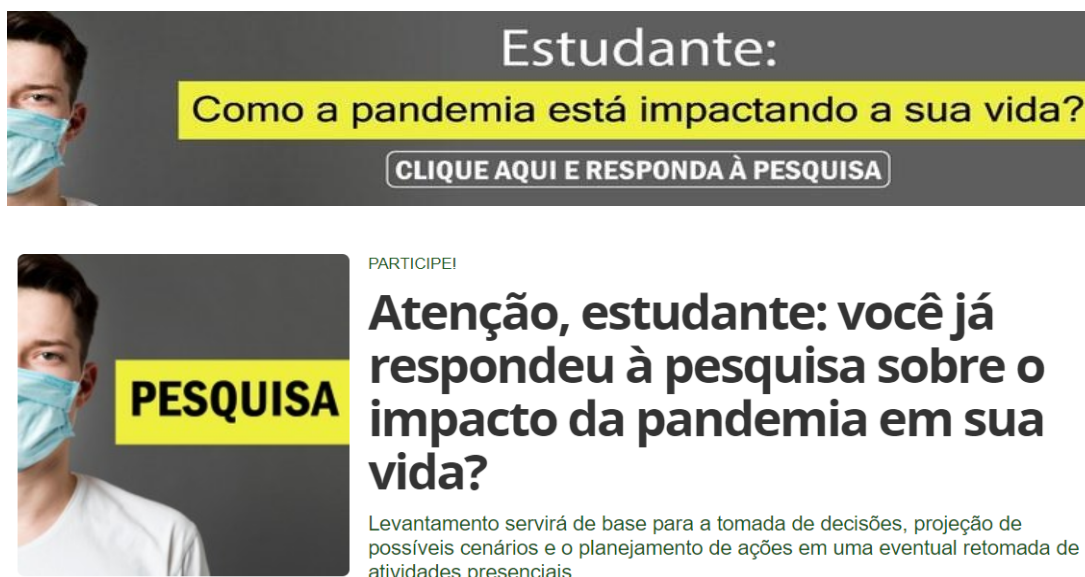 Estudante:
Como a pandemia está impactando a sua vida?
CLIQUE AQUI E RESPONDA À PESQUISA
PESQUISA
PARTICIPE!
Atenção, estudante: você já
respondeu à pesquisa sobre o
impacto da pandemia em sua
vida?
Levantamento servirá de base para a tomada de decisões, projeção de
possíveis cenários e o planejamento de ações em uma eventual retomada de
atividades presenciais